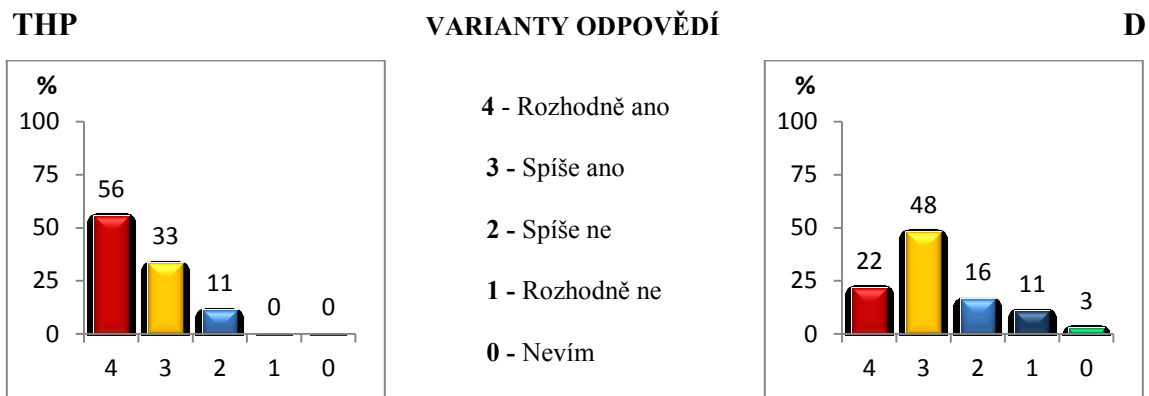 THP
VARIANTY ODPOVĚDÍ
D
%
100
75
50
25
0
56
33
11
0
0
4 3 2 1 0
4 - Rozhodně ano
3 - Spíše ano
2 - Spíše ne
1 - Rozhodně ne
0 - Nevím
%
100
75
50
25
0
22
48
16
11
3
4 3 2 1 0